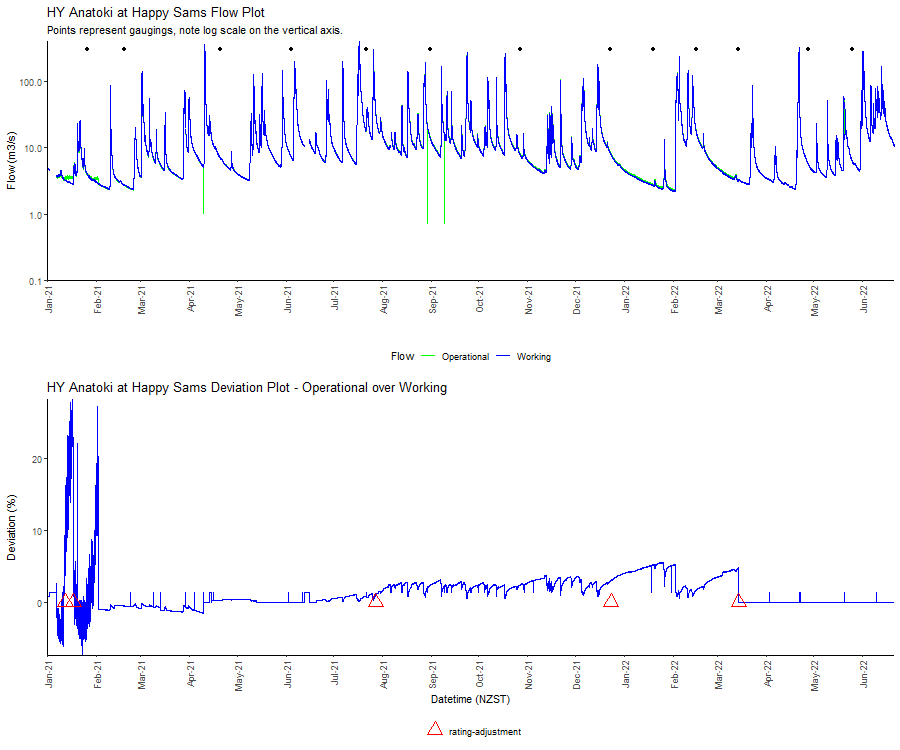 HY Anatoki at Happy Sams Flow Plot
Points represent gaugings, note log scale on the vertical axis.
Flow (m3/s)
100.0
10.0
1.0
0.1
Jan-21 Feb-21 Mar-21 Apr-21 May-21 Jun-21 Jul-21 Aug-21 Sep-21 Oct-21 Nov-21 Dec-21 Jan-22 Feb-22 Mar-22 Apr-22 May-22 Jun-22
Flow Operational Working
HY Anatoki at Happy Sams Deviation Plot - Operational over Working
Deviation (%)
20
10
0
Jan-21 Feb-21 Mar-21 Apr-21 May-21 Jun-21 Jul-21 Aug-21 Sep-21 Oct-21 Nov-21 Dec-21 Jan-22 Feb-22 Mar-22 Apr-22 May-22 Jun-22
Datetime (NZST)
rating-adjustment